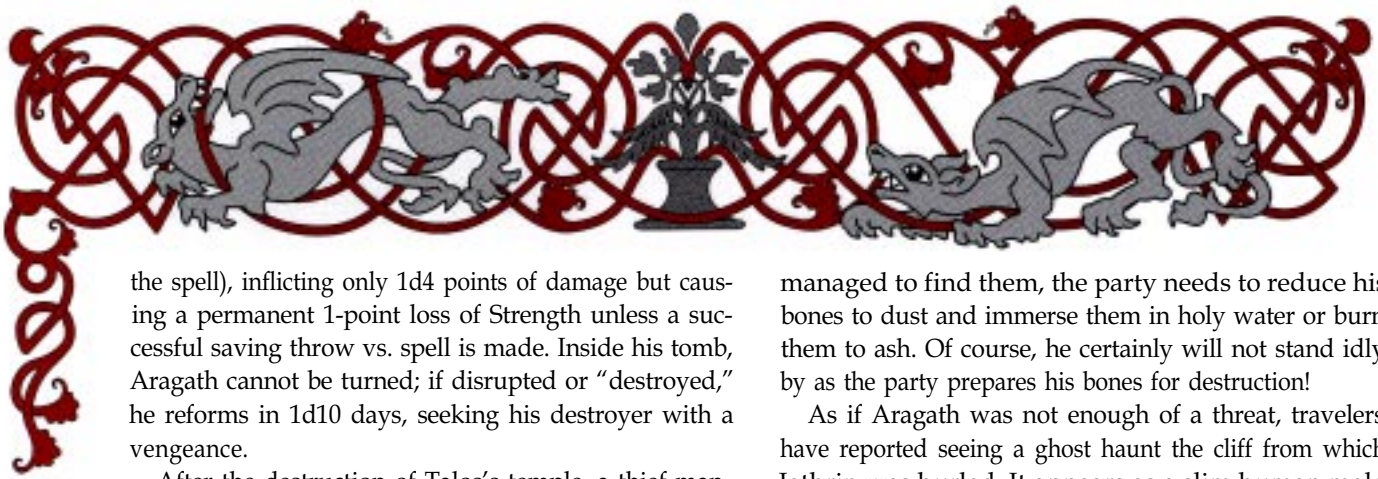 the spell), inflicting only 1d4 points of damage but caus-
ing a permanent 1-point loss of Strength unless a suc-
cessful saving throw vs. spell is made. Inside his tomb,
Aragath cannot be turned; if disrupted or “destroyed,”
he reforms in 1d10 days, seeking his destroyer with a
vengeance.
After the destruction of temple, a thief man-
managed to find them, the party needs to reduce his
bones to dust and immerse them in holy water or burn
them to ash. Of course, he certainly will not stand idly
by as the party prepares his bones for destruction!
As if Aragath was not enough of a threat, travelers
have reported seeing a ghost haunt the cliff from which
was hurled. It appears as a slim human male